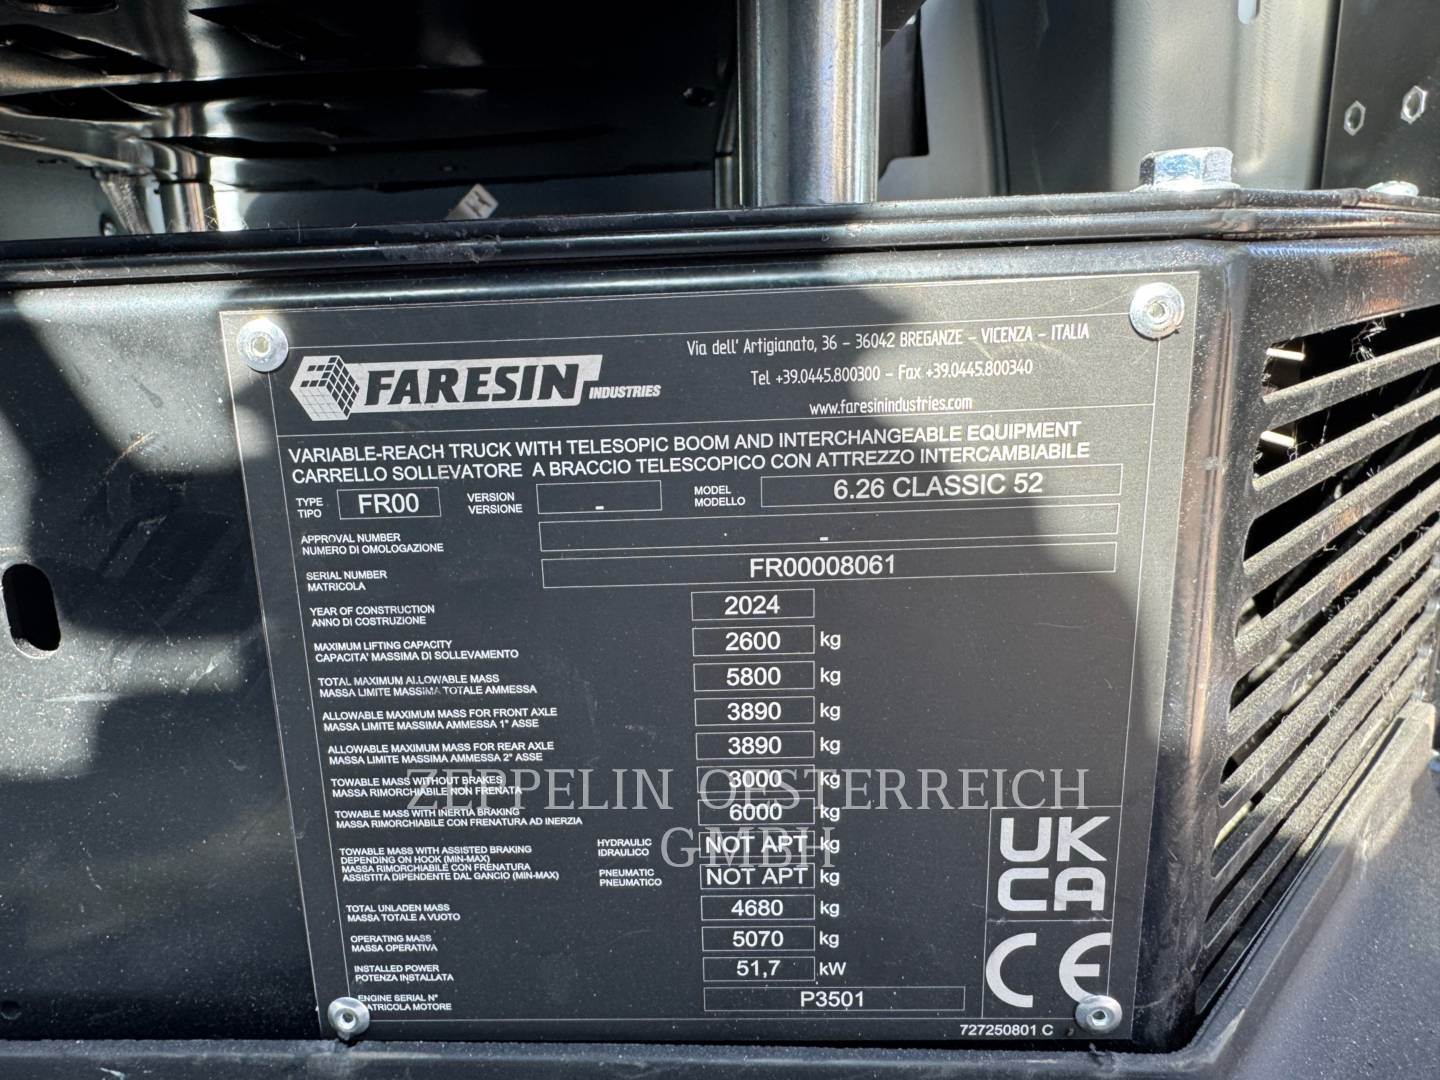 FARESIN INDUSTRIES
Via dell' Artigianato, 36 – 36042 BREGANZE – VICENZA – ITALIA
Tel +39.0445.800300 – Fax +39.0445.800340
www.faresinindustries.com
VARIABLE-REACH TRUCK WITH TELESOPIC BOOM AND INTERCHANGEABLE EQUIPMENT
CARRELLO SOLLEVATORE A BRACCIO TELESCOPICO CON ATTREZZO INTERCAMBIABILE
TYPE
TIPO
FR00
VERSION
VERSIONE
-
MODEL
MODELLO
6.26 CLASSIC 52
APPROVAL NUMBER
NUMERO DI OMOLOGAZIONE
-
SERIAL NUMBER
MATRICOLA
FR00008061
YEAR OF CONSTRUCTION
ANNO DI COSTRUZIONE
2024
MAXIMUM LIFTING CAPACITY
CAPACITA' MASSIMA DI SOLLEVAMENTO
2600 kg
TOTAL MAXIMUM ALLOWABLE MASS
MASSA LIMITE MASSIMA TOTALE AMMESSA
5800 kg
ALLOWABLE MAXIMUM MASS FOR FRONT AXLE
MASSA LIMITE MASSIMA AMMESSA 1° ASSE
3890 kg
ALLOWABLE MAXIMUM MASS FOR REAR AXLE
MASSA LIMITE MASSIMA AMMESSA 2° ASSE
3890 kg
TOWABLE MASS WITHOUT BRAKES
MASSA RIMORCHIABILE NON FRENATA
3000 kg
TOWABLE MASS WITH INERTIA BRAKING
MASSA RIMORCHIABILE CON FRENATURA AD INERZIA
6000 kg
TOWABLE MASS WITH ASSISTED BRAKING
DEPENDING ON HOOK (MIN-MAX)
MASSA RIMORCHIABILE CON FRENATURA
ASSISTITA DIPENDENTE DAL GANCIO (MIN-MAX)
HYDRAULIC
IDRAULICO
NOT APT kg
PNEUMATIC
PNEUMATICO
NOT APT kg
TOTAL UNLADEN MASS
MASSA TOTALE A VUOTO
4680 kg
OPERATING MASS
MASSA OPERATIVA
5070 kg
INSTALLED POWER
POTENZA INSTALLATA
51,7 kW
ENGINE SERIAL N°
MATRICOLA MOTORE
P3501
UK
CA
CE
727250801 C
ZEPPELIN OESTERREICH
GMBH